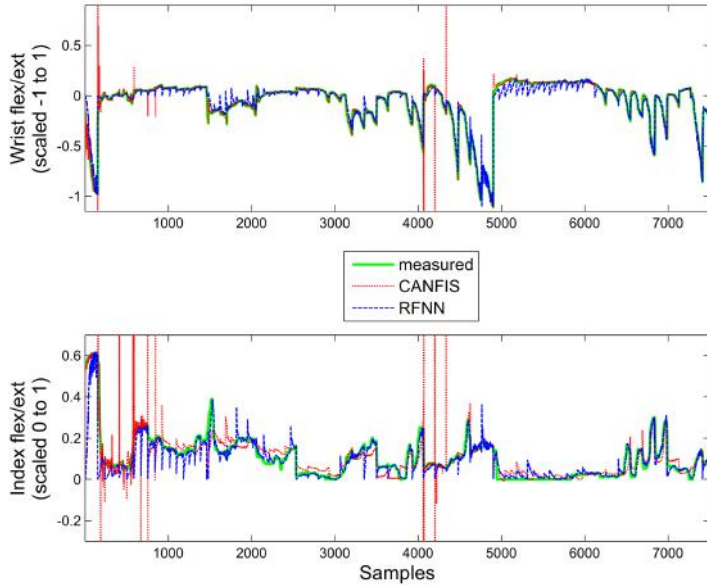 Wrist flex/ext
(scaled -1 to 1)
0.5
0
-0.5
-1
1000 2000 3000 4000 5000 6000 7000
measured
CANFIS
RFNN
Index flex/ext
(scaled 0 to 1)
0.6
0.4
0.2
0
-0.2
1000 2000 3000 4000 5000 6000 7000
Samples